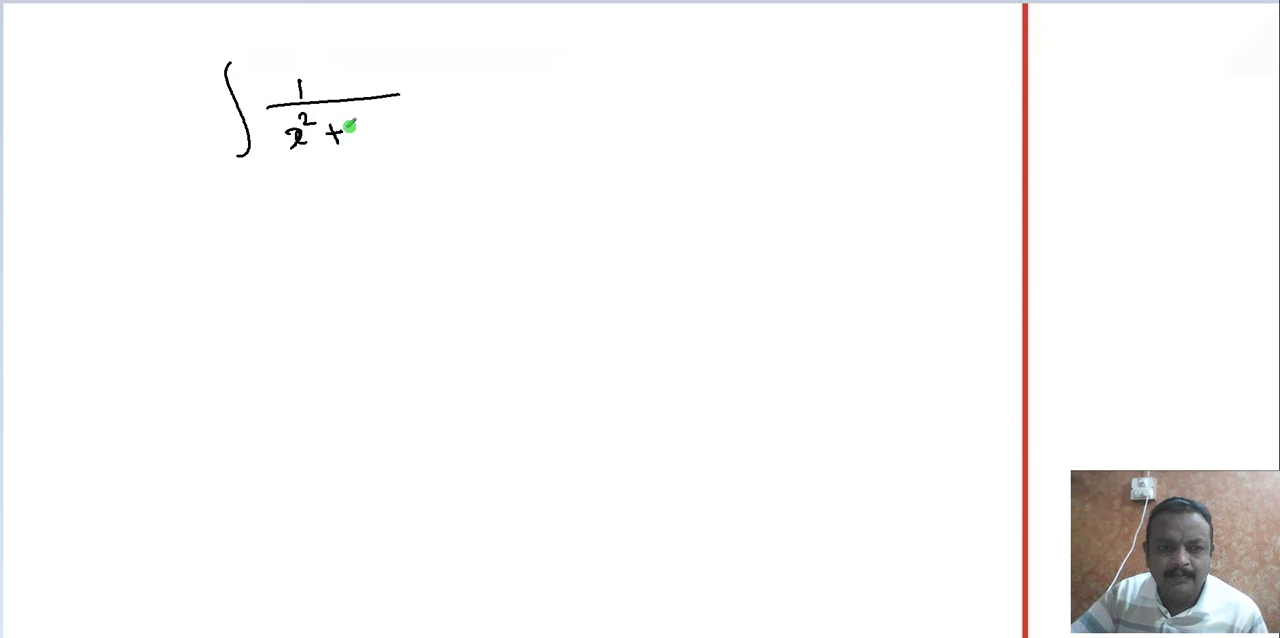 ∫ 1/(x² +